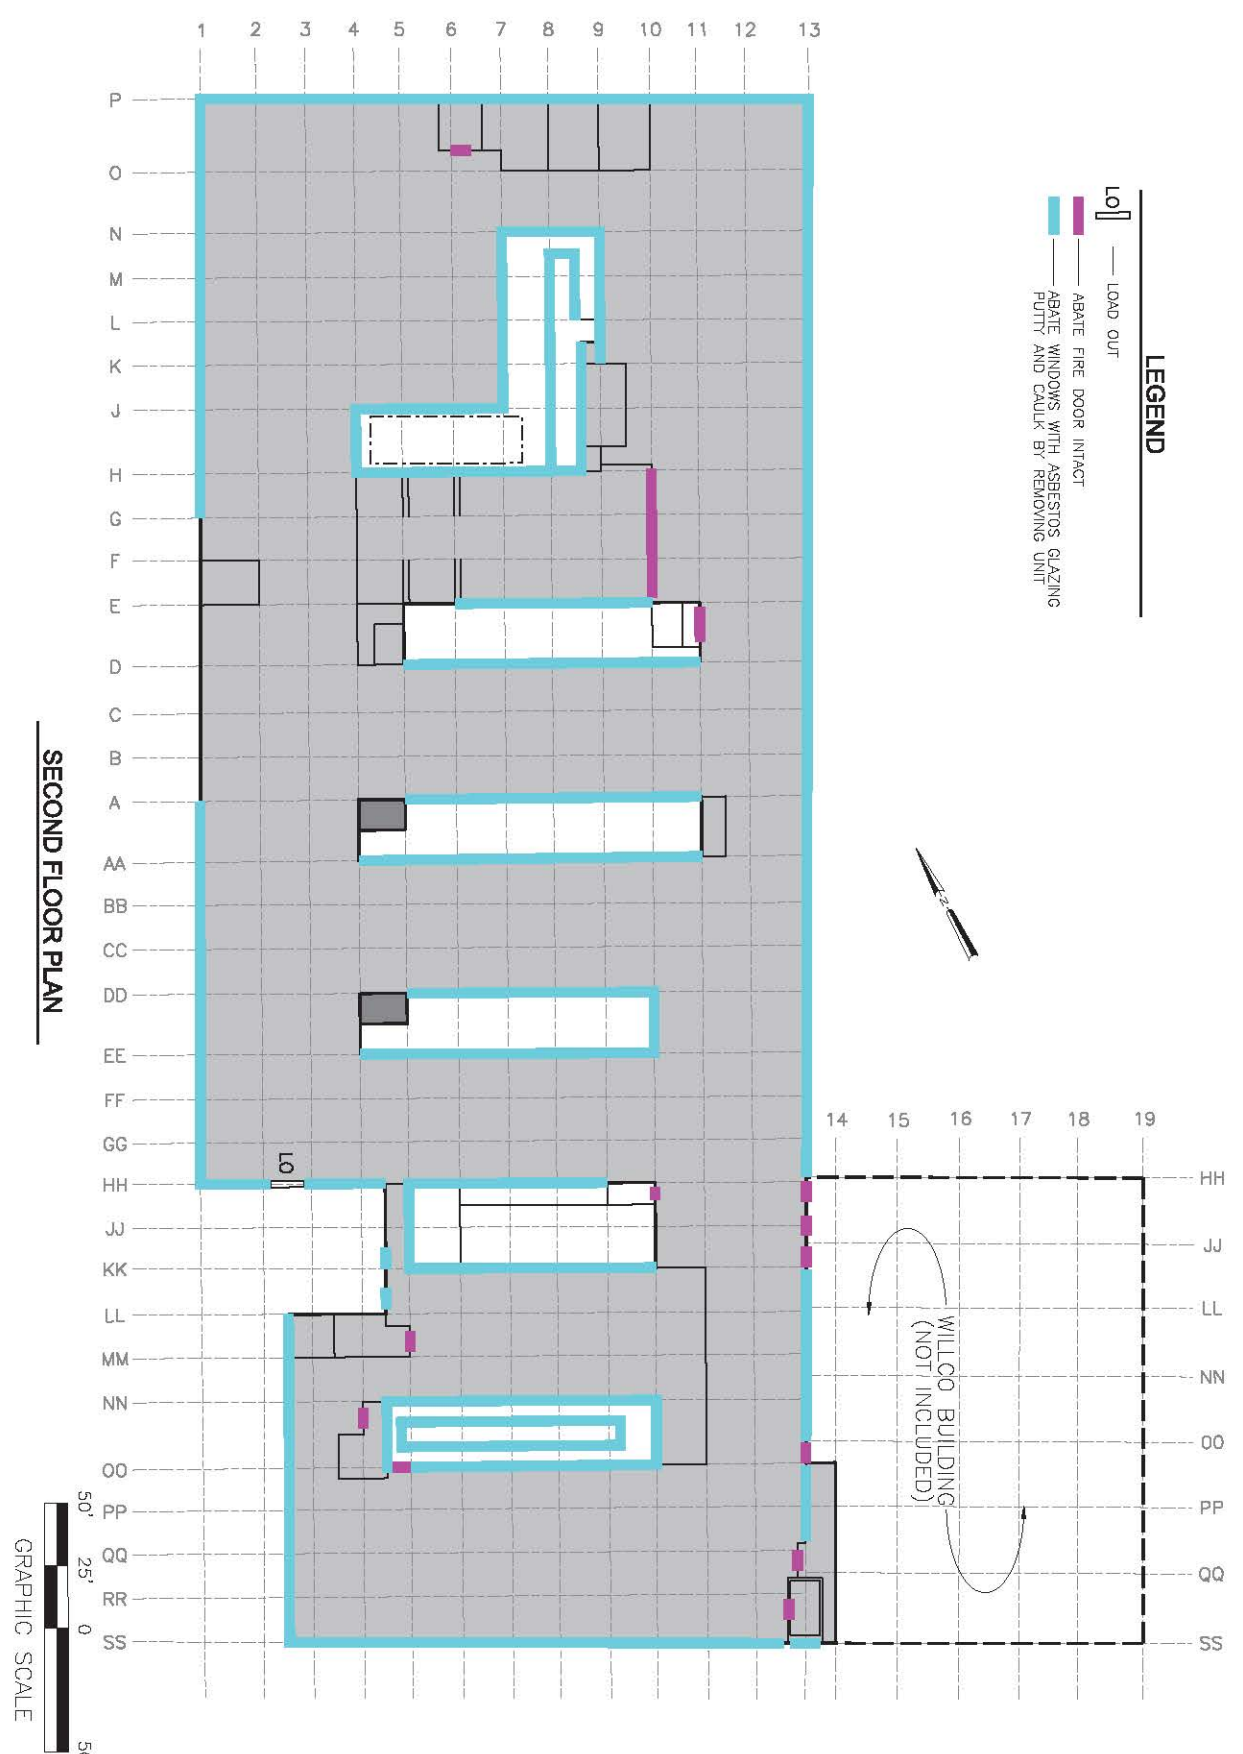 1 2 3 4 5 6 7 8 9 10 11 12 13
P
O
N
M
L
K
J
H
G
F
E
D
C
B
A
AA
BB
CC
DD
EE
FF
GG
HH
JJ
KK
LL
MM
NN
OO
PP
QQ
RR
SS
LEGEND
LO
LOAD OUT
ABATE FIRE DOOR INTACT
ABATE WINDOWS WITH ASBESTOS GLAZING
PUTTY AND CAULK BY REMOVING UNIT
N
14 15 16 17 18 19
HH
JJ
LL
NN
OO
PP
QQ
SS
LO
WILLCO BUILDING
(NOT INCLUDED)
SECOND FLOOR PLAN
50' 25' 0
GRAPHIC SCALE